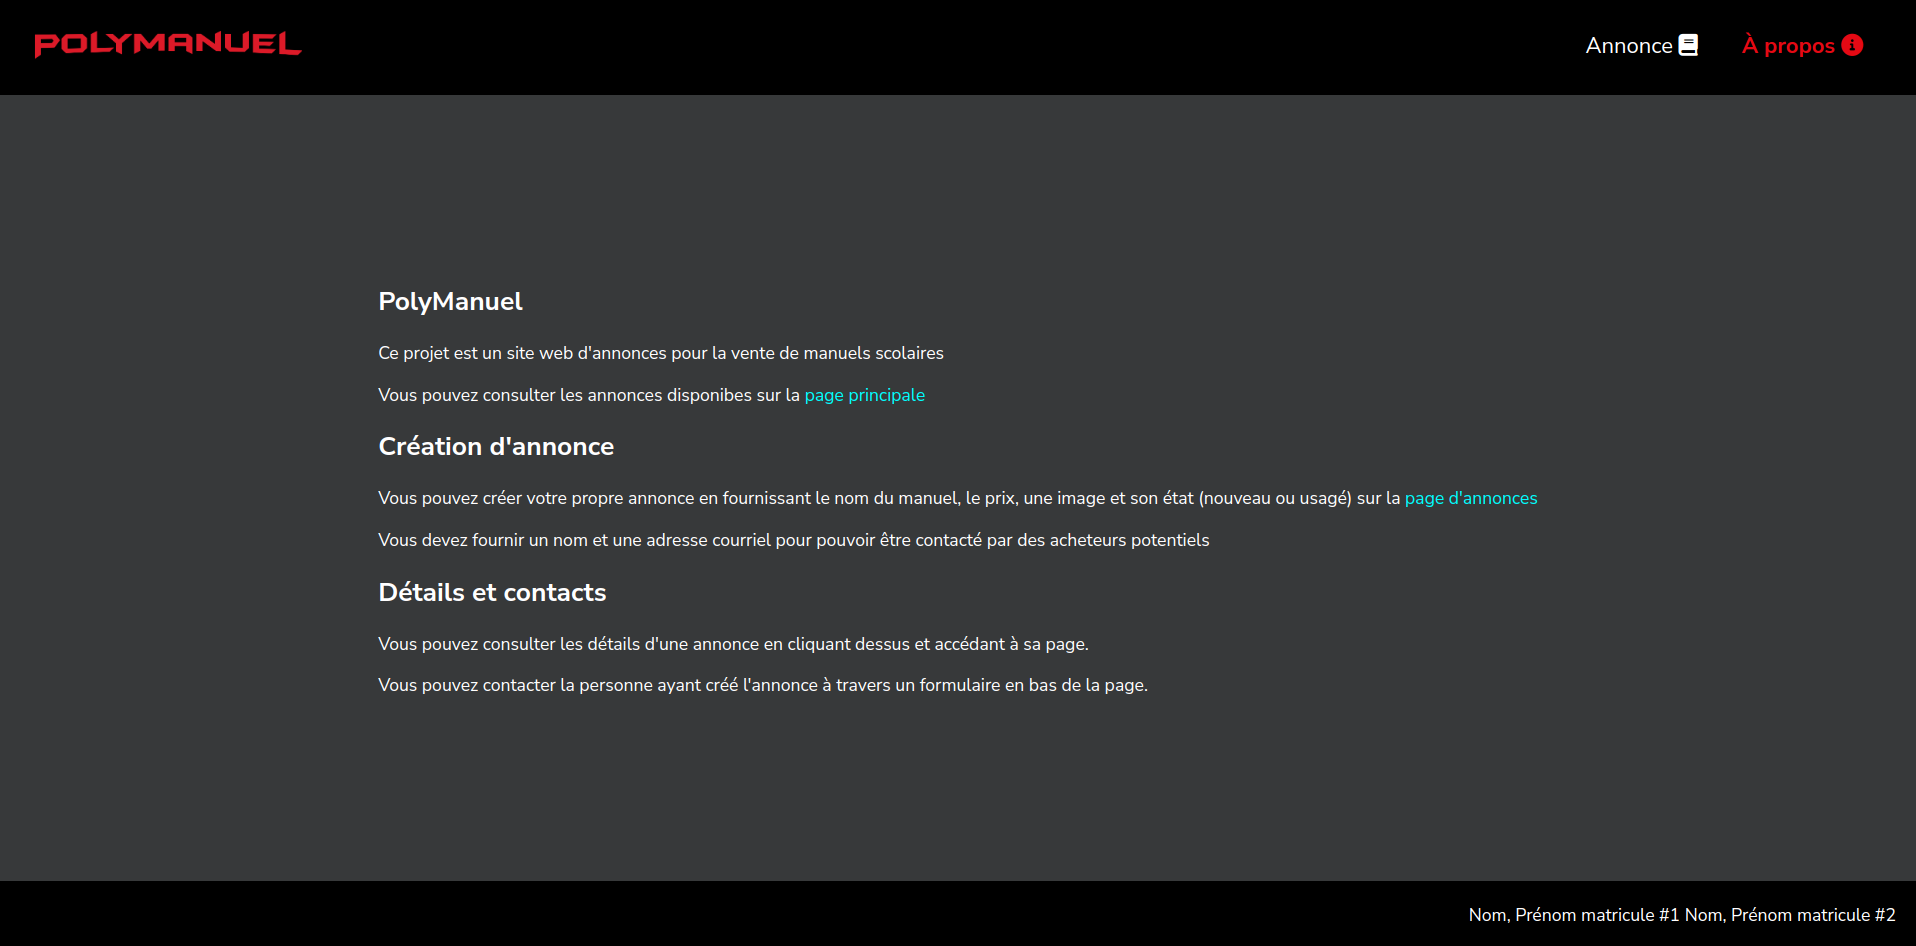 POLYMANUEL
Annonce
À propos
PolyManuel
Ce projet est un site web d'annonces pour la vente de manuels scolaires
Vous pouvez consulter les annonces disponibes sur la page principale
Création d'annonce
Vous pouvez créer votre propre annonce en fournissant le nom du manuel, le prix, une image et son état (nouveau ou usagé) sur la page d'annonces
Vous devez fournir un nom et une adresse courriel pour pouvoir être contacté par des acheteurs potentiels
Détails et contacts
Vous pouvez consulter les détails d'une annonce en cliquant dessus et accédant à sa page.
Vous pouvez contacter la personne ayant créé l'annonce à travers un formulaire en bas de la page.
Nom, Prénom matricule #1 Nom, Prénom matricule #2